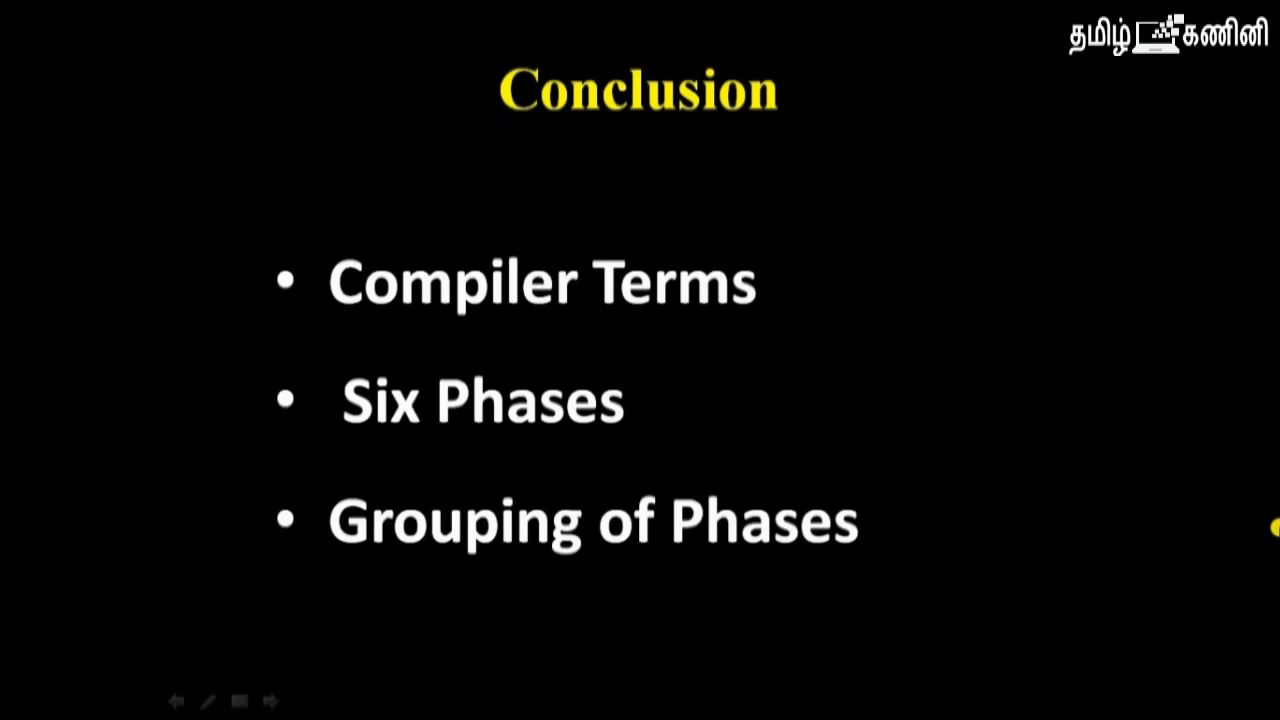 தமிழ் கணினி
Conclusion
• Compiler Terms
• Six Phases
• Grouping of Phases